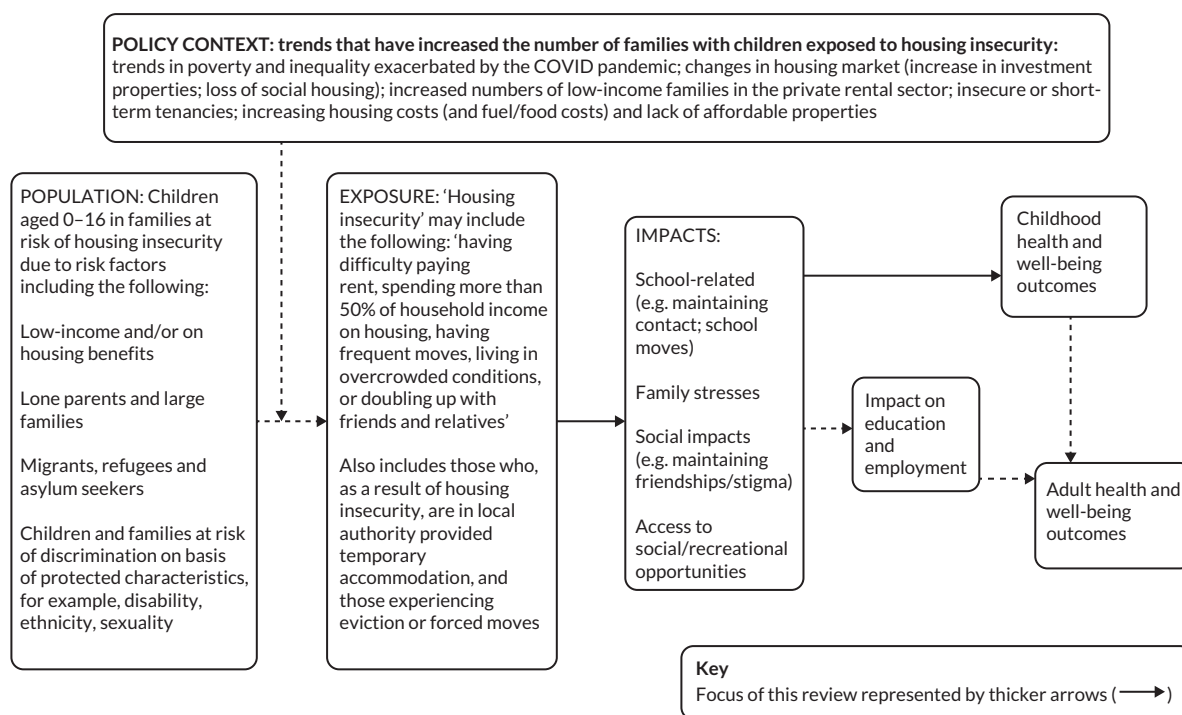 POLICY CONTEXT: trends that have increased the number of families with children exposed to housing insecurity:
trends in poverty and inequality exacerbated by the COVID pandemic; changes in housing market (increase in investment
properties; loss of social housing); increased numbers of low-income families in the private rental sector; insecure or short-
term tenancies; increasing housing costs (and fuel/food costs) and lack of affordable properties
POPULATION: Children
aged 0–16 in families at
risk of housing insecurity
due to risk factors
including the following:
Low-income and/or on
housing benefits
Lone parents and large
families
Migrants, refugees and
asylum seekers
Children and families at risk
of discrimination on basis
of protected characteristics,
for example, disability,
ethnicity, sexuality
EXPOSURE: ‘Housing
insecurity’ may include
the following: ‘having
difficulty paying
rent, spending more than
50% of household income
on housing, having
frequent moves, living in
overcrowded conditions,
or doubling up with
friends and relatives’
Also includes those who,
as a result of housing
insecurity, are in local
authority provided
temporary
accommodation, and
those experiencing
eviction or forced moves
IMPACTS:
School-related
(e.g. maintaining
contact; school
moves)
Family stresses
Social impacts
(e.g. maintaining
friendships/stigma)
Access to
social/recreational
opportunities
Childhood
health and
well-being
outcomes
Impact on
education
and
employment
Adult health and
well-being
outcomes
Key
Focus of this review represented by thicker arrows (⟶)